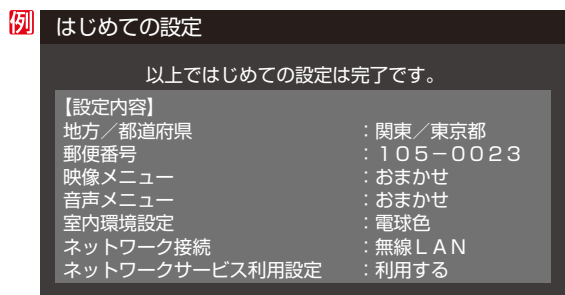 例
はじめての設定
以上ではじめての設定は完了です。
【設定内容】
地方／都道府県　：関東／東京都
郵便番号　：１０５－００２３
映像メニュー　：おまかせ
音声メニュー　：おまかせ
室内環境設定　：電球色
ネットワーク接続　：無線ＬＡＮ
ネットワークサービス利用設定　：利用する